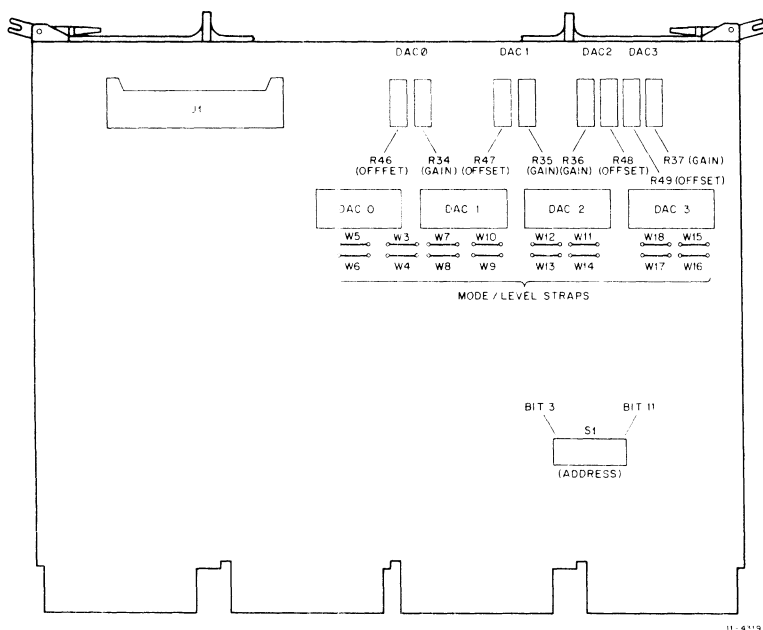 DACØ DAC1 DAC2 DAC3
J1
R46 R34 R47 R35 R36 R48 R37 (GAIN)
(OFFFET) (GAIN) (OFFSET) (GAIN) (GAIN) (OFFSET)
R49 (OFFSET)
DAC 0 DAC 1 DAC 2 DAC 3
W5 W3 W7 W10 W12 W11 W18 W15
W6 W4 W8 W9 W13 W14 W17 W16
MODE / LEVEL STRAPS
BIT 3 BIT 11
S1
(ADDRESS)
11-4319